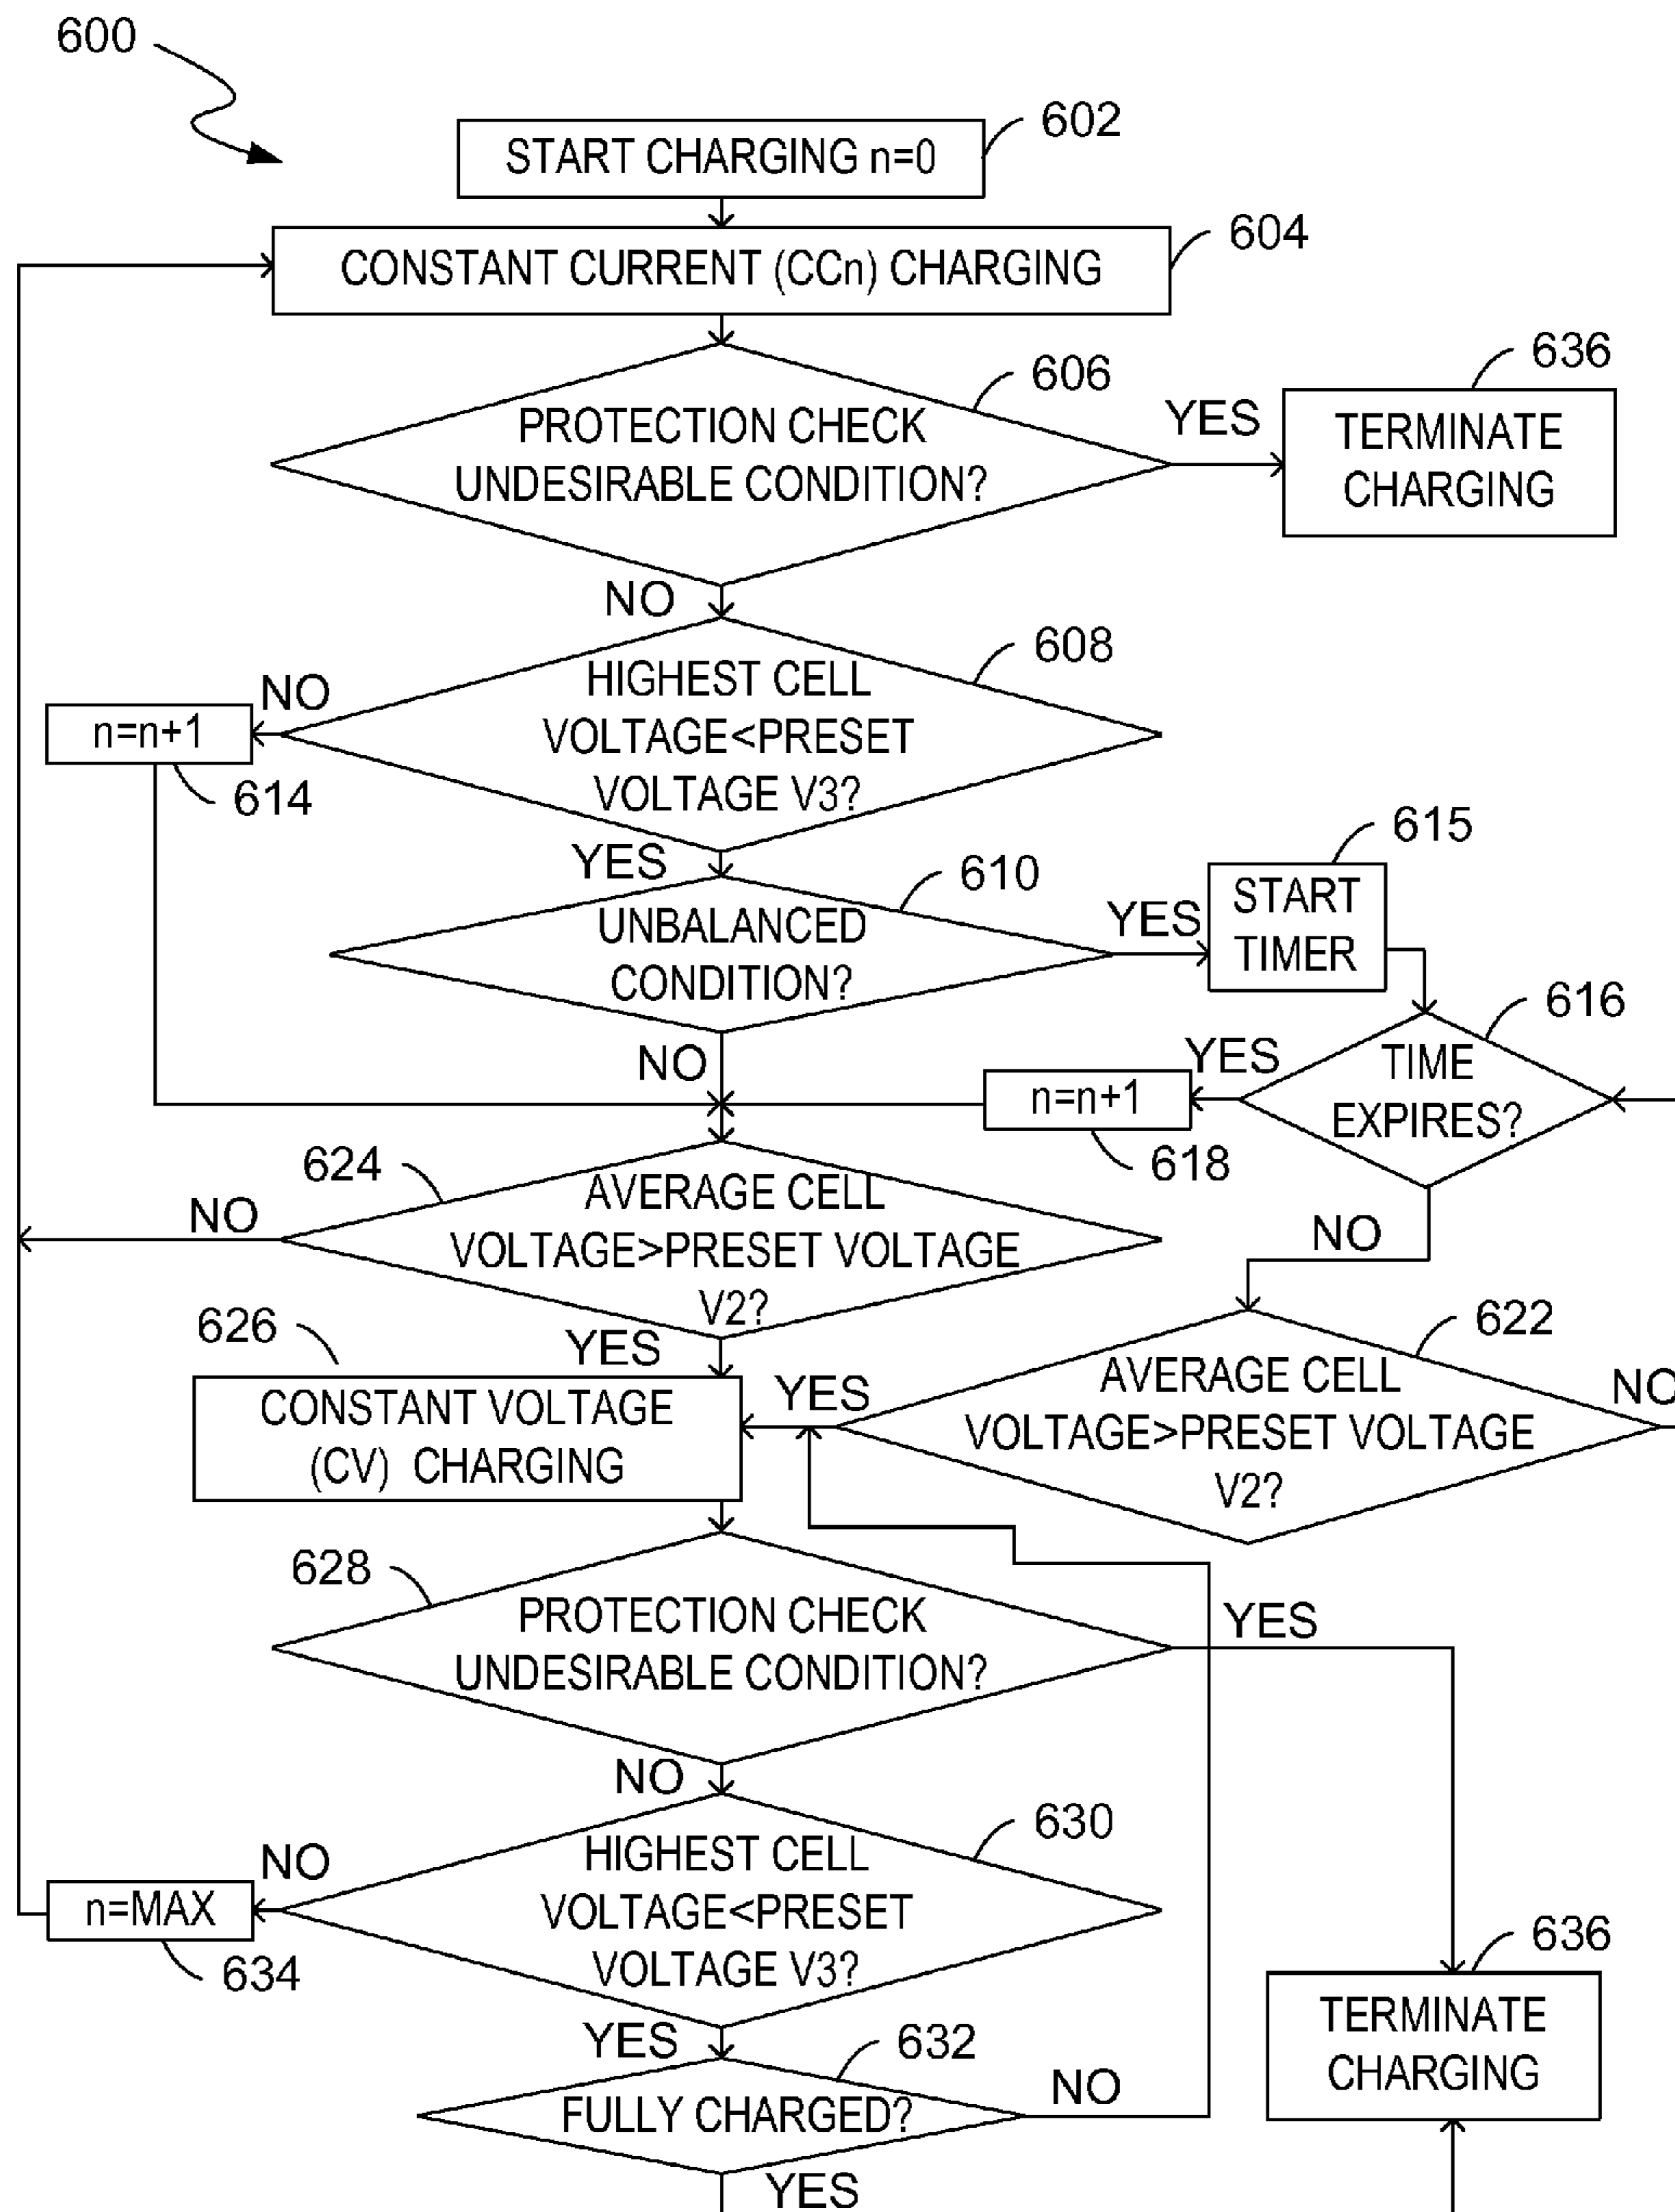 600
602
START CHARGING n=0
604
CONSTANT CURRENT (CCn) CHARGING
606
PROTECTION CHECK
UNDESIRABLE CONDITION?
YES
636
TERMINATE
CHARGING
NO
608
HIGHEST CELL
VOLTAGE<PRESET
VOLTAGE V3?
NO
n=n+1
614
YES
610
UNBALANCED
CONDITION?
YES
615
START
TIMER
616
TIME
EXPIRES?
YES
n=n+1
618
NO
NO
624
AVERAGE CELL
VOLTAGE>PRESET VOLTAGE
V2?
NO
YES
622
AVERAGE CELL
VOLTAGE>PRESET VOLTAGE
V2?
NO
YES
626
CONSTANT VOLTAGE
(CV) CHARGING
628
PROTECTION CHECK
UNDESIRABLE CONDITION?
YES
NO
630
HIGHEST CELL
VOLTAGE<PRESET
VOLTAGE V3?
NO
n=MAX
634
636
TERMINATE
CHARGING
YES
632
FULLY CHARGED?
NO
YES